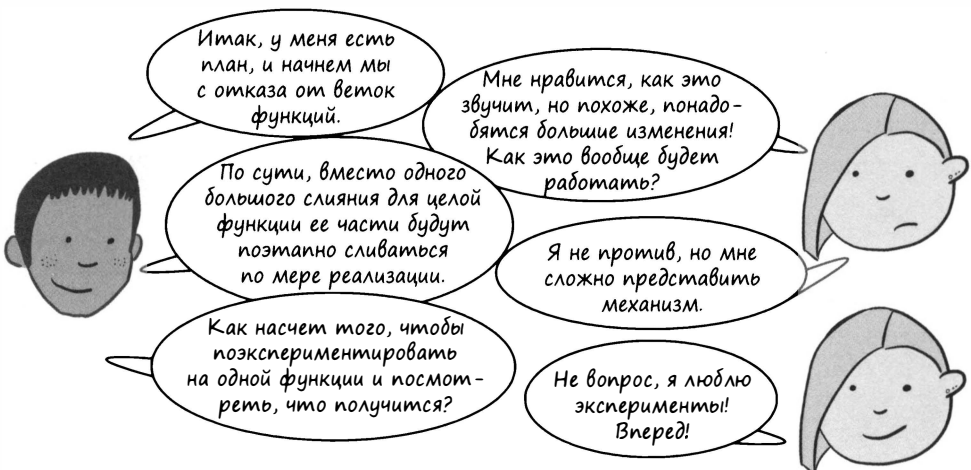 Итак, у меня есть
план, и начнем мы
с отказа от веток
функций.
Мне нравится, как это
звучит, но похоже, понадо-
бятся большие изменения!
Как это вообще будет
работать?
По сути, вместо одного
большого слияния для целой
функции ее части будут
поэтапно сливаться
по мере реализации.
Я не против, но мне
сложно представить
механизм.
Как насчет того, чтобы
поэкспериментировать
на одной функции и посмот-
реть, что получится?
Не вопрос, я люблю
эксперименты!
Вперед!